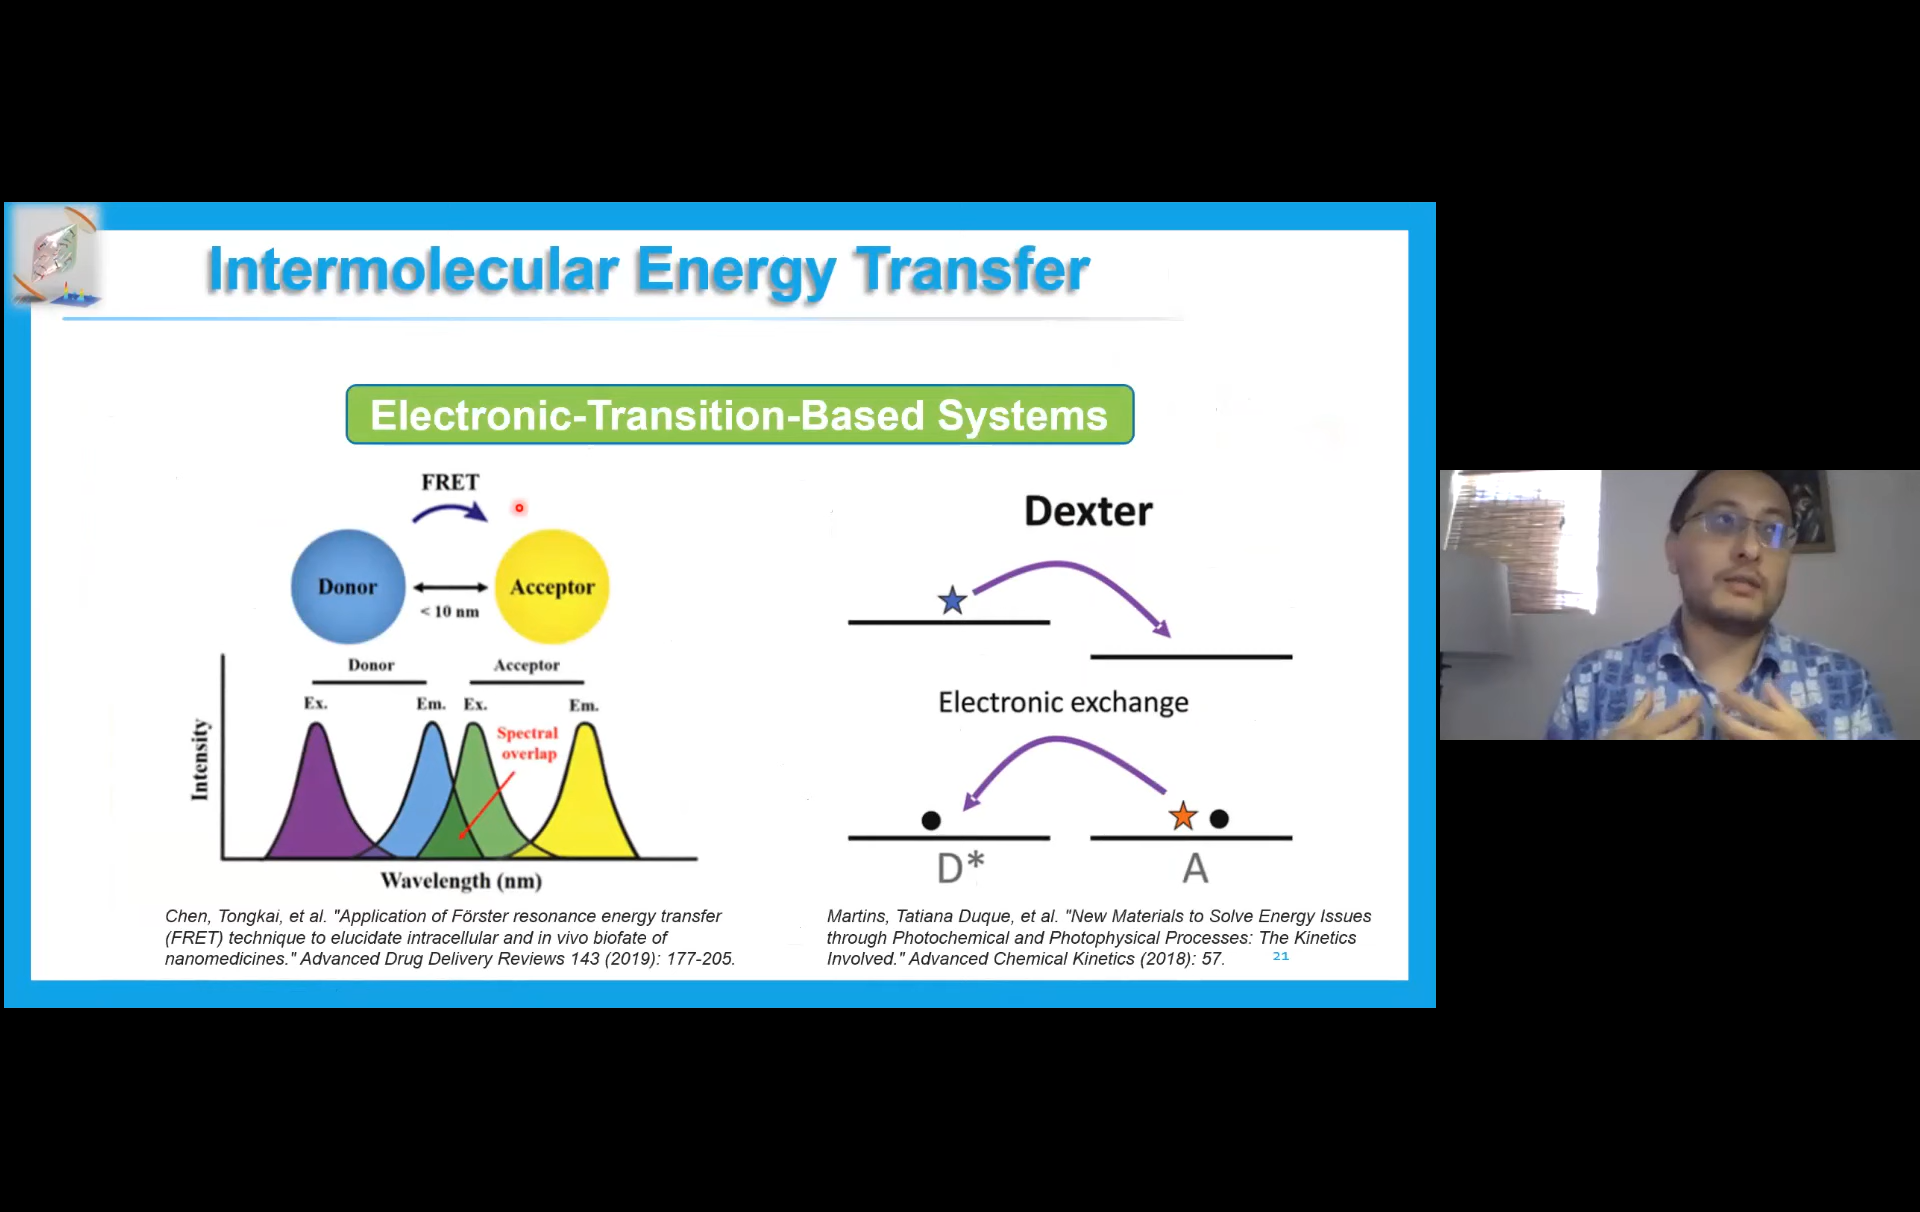 Intermolecular Energy Transfer
Electronic-Transition-Based Systems
FRET
Donor
Acceptor
< 10 nm
Donor
Acceptor
Ex.
Em.
Ex.
Em.
Spectral
overlap
Intensity
Wavelength (nm)
Chen, Tongkai, et al. "Application of Förster resonance energy transfer
(FRET) technique to elucidate intracellular and in vivo biofate of
nanomedicines." Advanced Drug Delivery Reviews 143 (2019): 177-205.
Dexter
Electronic exchange
D*
A
Martins, Tatiana Duque, et al. "New Materials to Solve Energy Issues
through Photochemical and Photophysical Processes: The Kinetics
Involved." Advanced Chemical Kinetics (2018): 57.
21